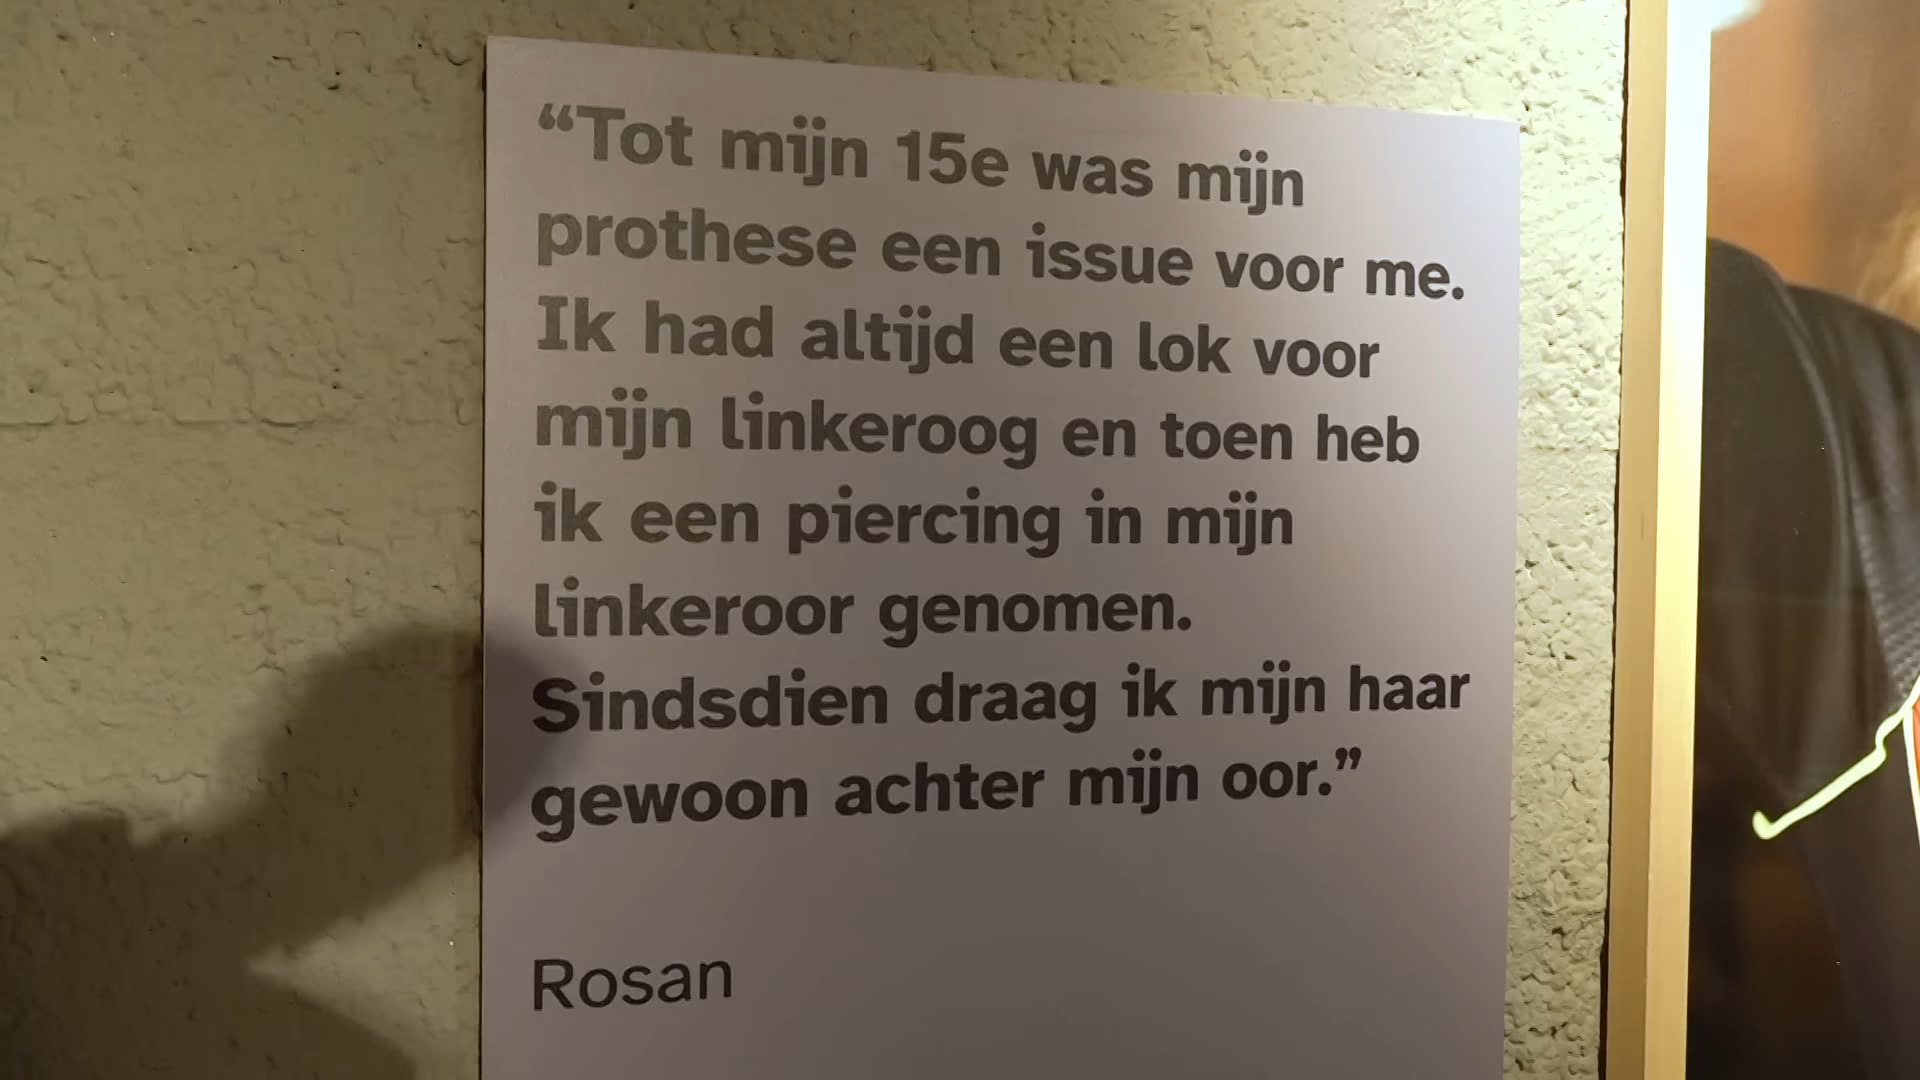 “Tot mijn 15e was mijn
prothese een issue voor me.
Ik had altijd een lok voor
mijn linkeroog en toen heb
ik een piercing in mijn
linkeroor genomen.
Sindsdien draag ik mijn haar
gewoon achter mijn oor.”
Rosan